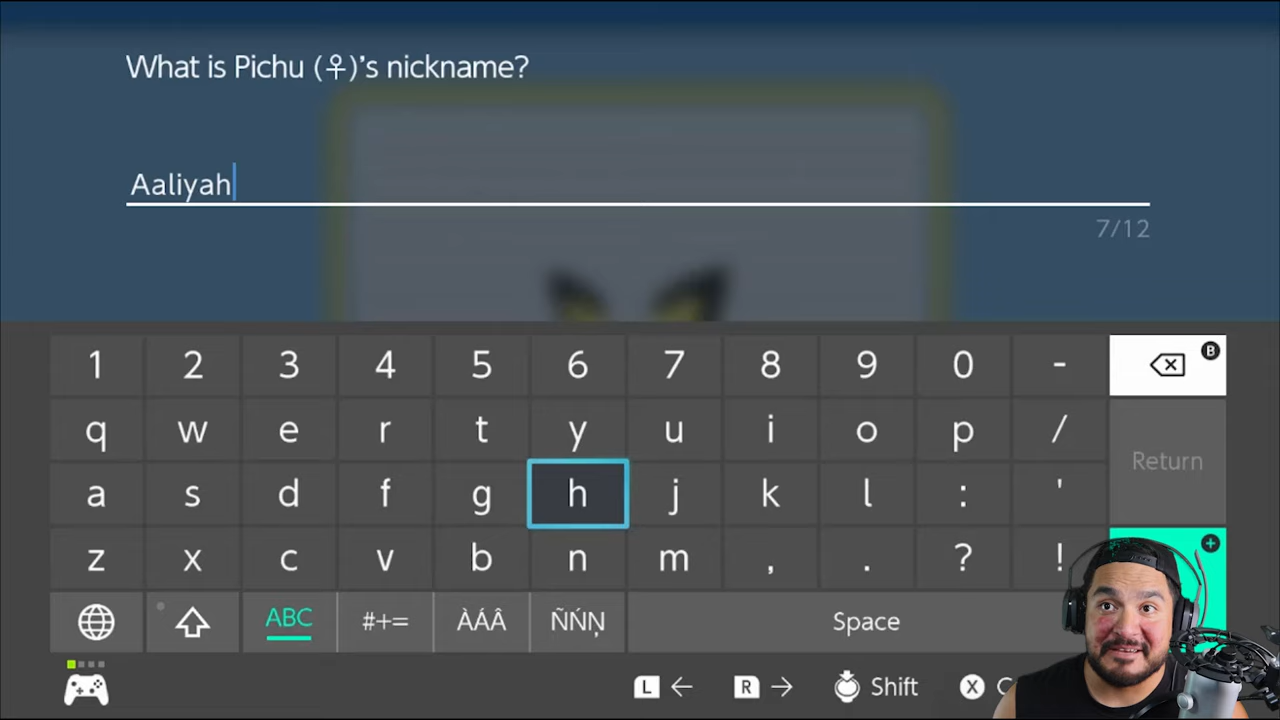 What is Pichu (♀)'s nickname?
Aaliyah
7/12
1 2 3 4 5 6 7 8 9 0 -
B
q w e r t y u i o p /
Return
a s d f g h j k l : '
z x c v b n m , . ? !
+
ABC #+= ÀÁÂ ÑŃŅ Space
L ← R → Shift X